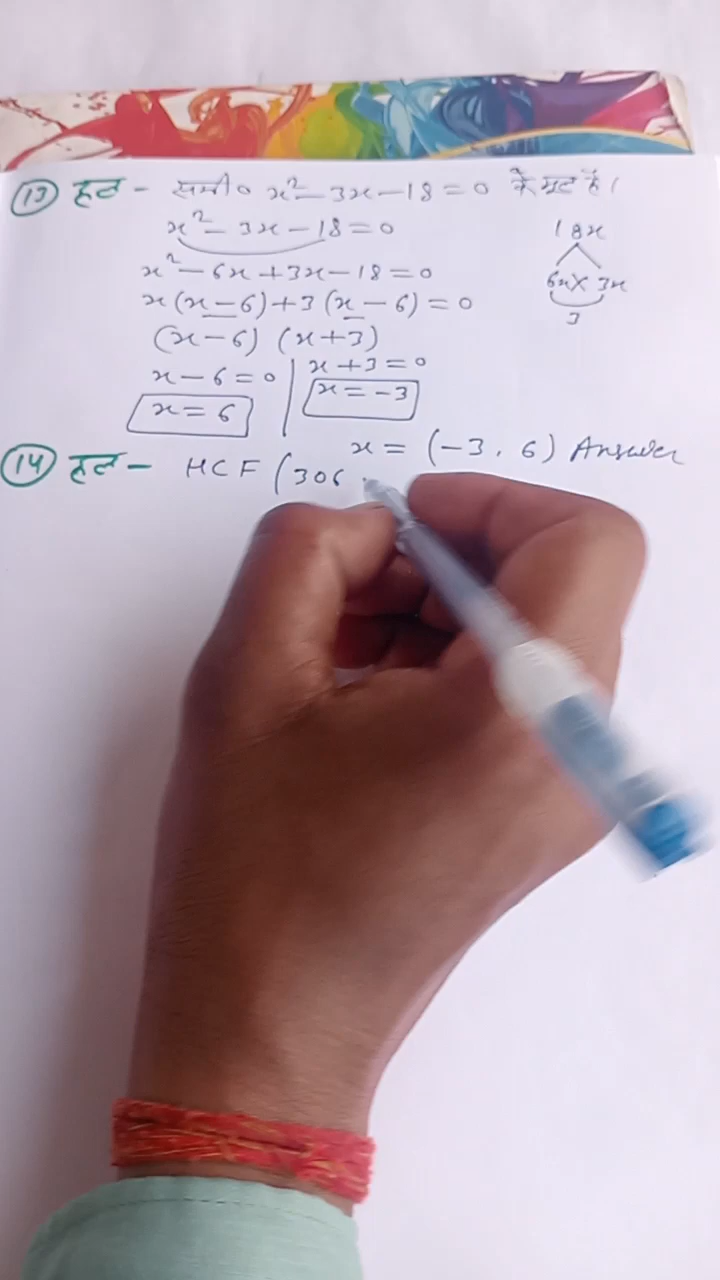 (13) हल - समी० x² - 3x - 18 = 0 के मूल हैं।
x² - 3x - 18 = 0
x² - 6x + 3x - 18 = 0
x (x - 6) + 3 (x - 6) = 0
(x - 6) (x + 3)
x - 6 = 0 | x + 3 = 0
x = 6 | x = -3
18x
6x X 3x
3
x = (-3, 6) Answer
(14) हल - HCF (306